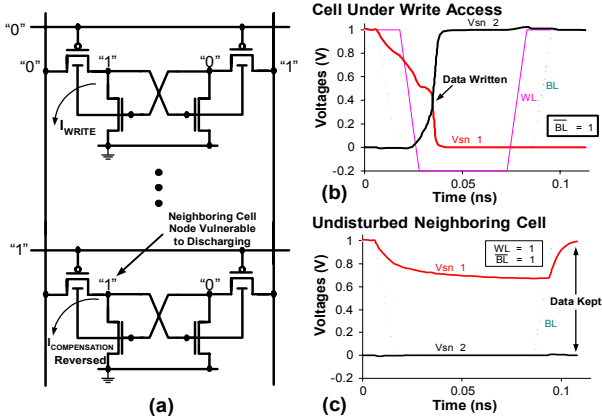 "0"
"0" "1" "0" "1"
I WRITE
Neighboring Cell
Node Vulnerable
to Discharging
"1"
"1" "0"
I COMPENSATION
Reversed
(a)
Cell Under Write Access
Voltages (V)
1
0.8
0.6
0.4
0.2
0
-0.2
Vsn 2
Data Written
WL
BL
BL = 1
Vsn 1
0 0.05 0.1
(b) Time (ns)
Undisturbed Neighboring Cell
Voltages (V)
1
0.8
0.6
0.4
0.2
0
-0.2
WL = 1
BL = 1
Vsn 1
Data Kept
BL
Vsn 2
0 0.05 0.1
(c) Time (ns)